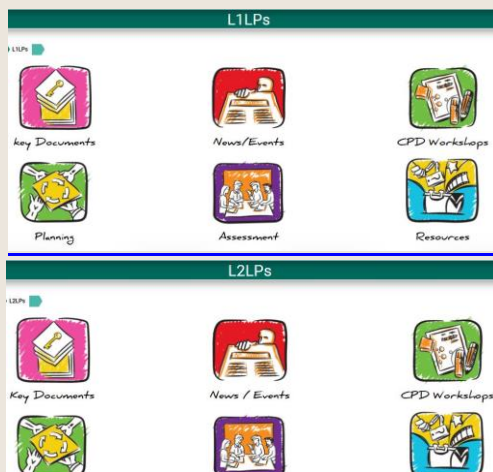 L1LPs
L1LPs
key Documents
News/Events
CPD Workshops
Planning
Assessment
Resources
L2LPs
L2LPs
Key Documents
News / Events
CPD Workshops